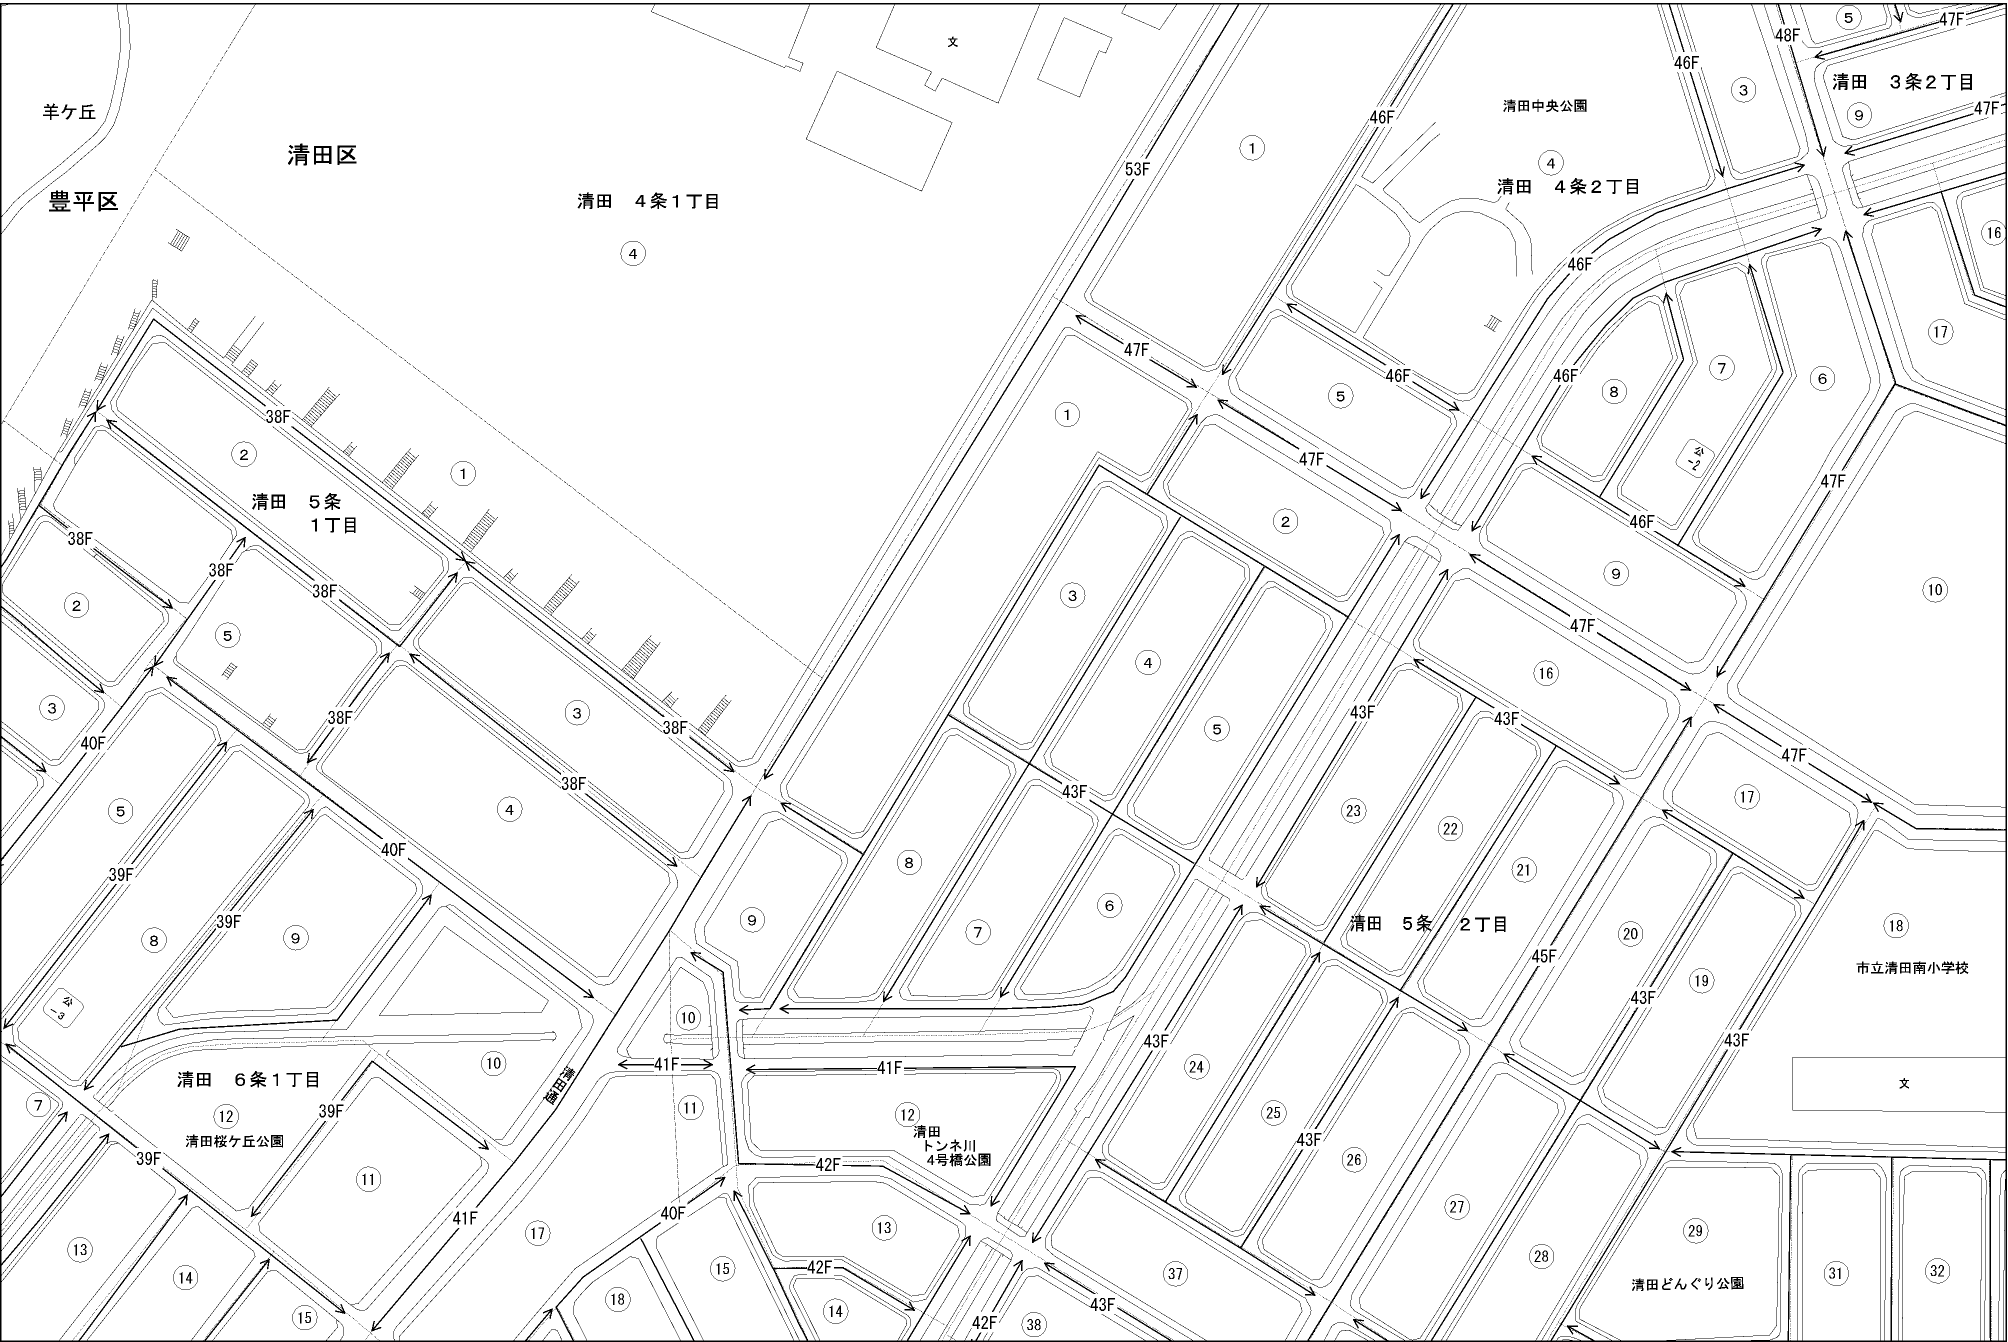 ⑤
47F
48F
46F
③
清田　３条２丁目
⑨
47F
文
羊ケ丘
清田区
豊平区
清田　４条１丁目
④
53F
①
46F
清田中央公園
④
清田　４条２丁目
46F
⑯
⑰
47F
46F
⑤
46F
⑧
⑦
⑥
公
-2
38F
②
①
清田　５条
１丁目
38F
38F
38F
②
⑤
①
47F
②
47F
46F
⑨
⑩
③
④
⑤
47F
⑯
③
40F
38F
③
38F
38F
④
43F
43F
43F
47F
⑰
⑤
39F
40F
39F
⑧
⑨
公
-3
⑨
⑧
⑦
⑥
㉓
㉒
㉑
清田　５条　２丁目
45F
⑳
⑲
43F
⑱
市立清田南小学校
文
⑩
⑩
清田通
41F
41F
43F
㉔
43F
清田　６条１丁目
⑦
⑫
清田桜ケ丘公園
39F
39F
⑪
⑪
⑫
清田
トンネ川
4号橋公園
42F
㉕
43F
㉖
41F
40F
⑰
⑬
㉗
㉙
清田どんぐり公園
⑬
⑭
⑮
⑱
⑮
42F
⑭
42F
㊲
43F
㊳
㉘
㉛
㉜